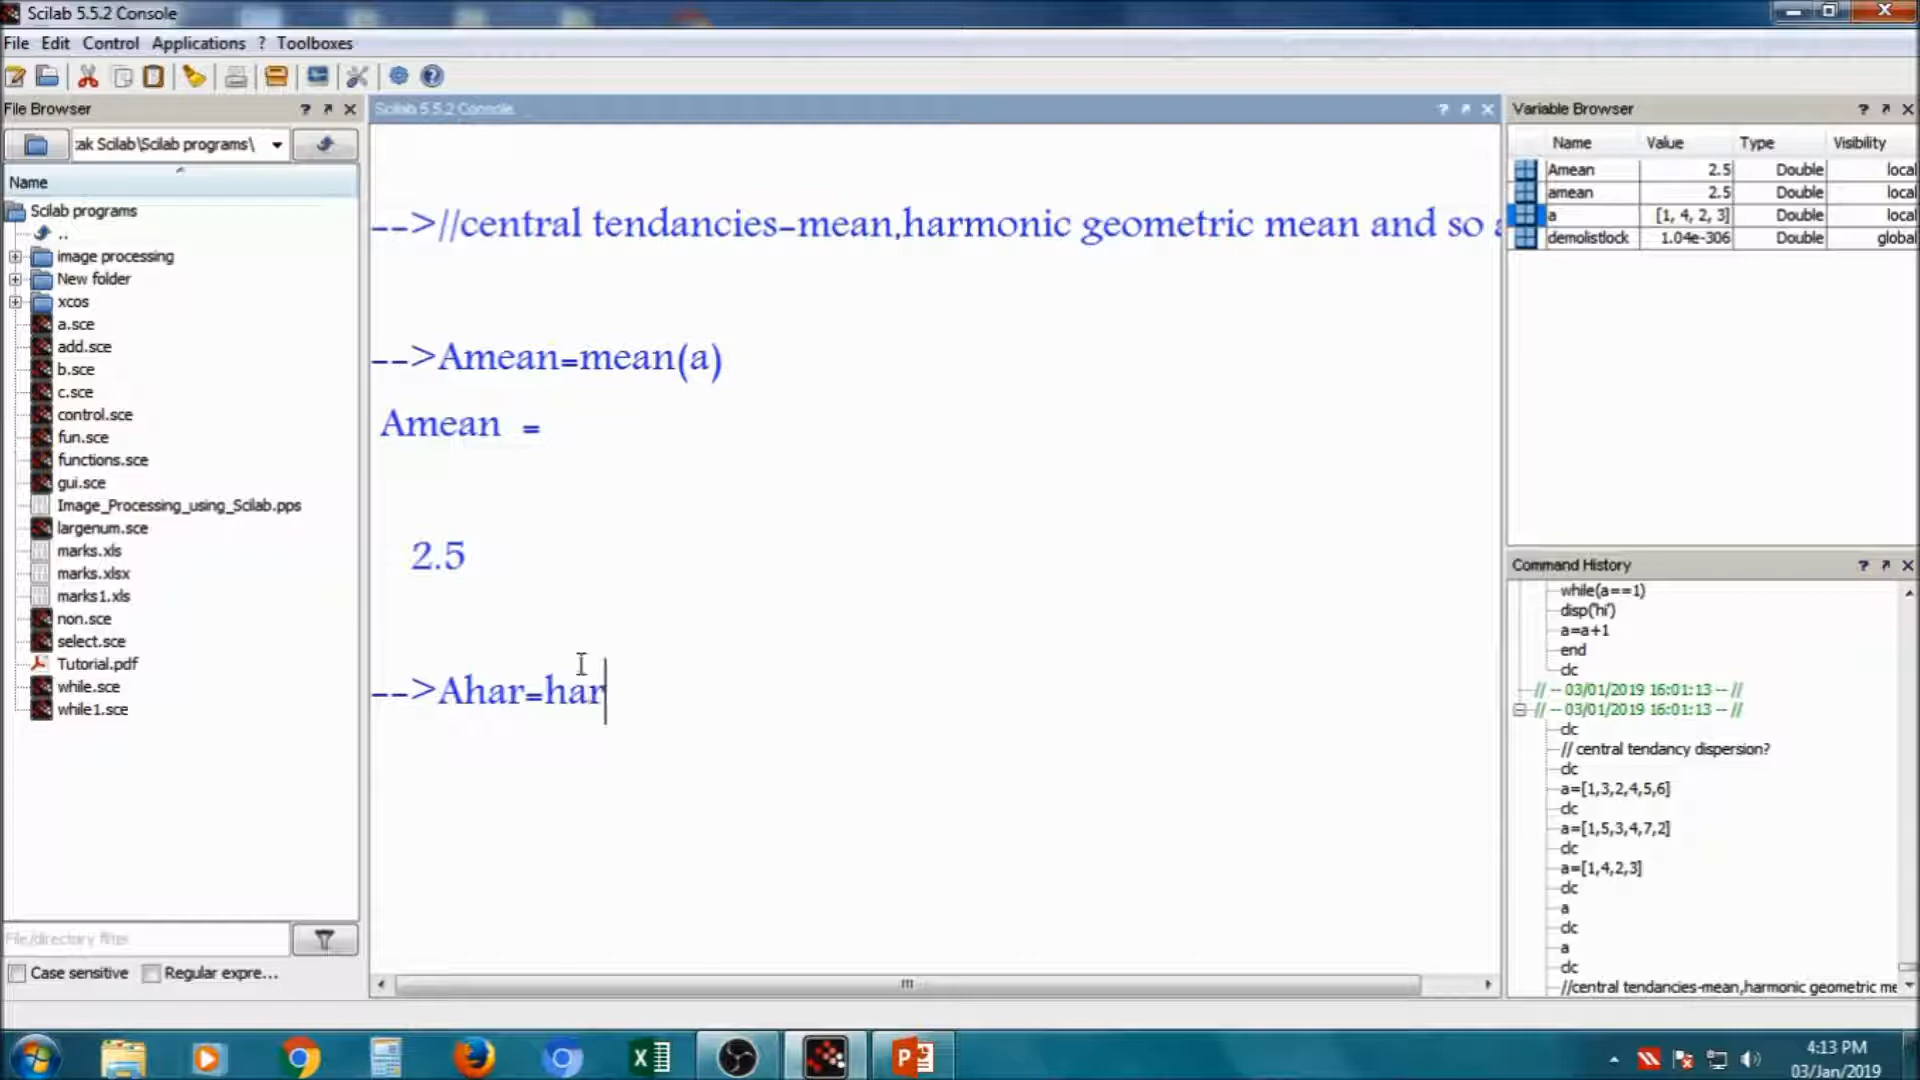 Scilab 5.5.2 Console
File Edit Control Applications ? Toolboxes
File Browser ?
zak Scilab\Scilab programs\
Name
Scilab programs
..
image processing
New folder
xcos
a.sce
add.sce
b.sce
c.sce
control.sce
fun.sce
functions.sce
gui.sce
Image_Processing_using_Scilab.pps
largenum.sce
marks.xls
marks.xlsx
marks1.xls
non.sce
select.sce
Tutorial.pdf
while.sce
while1.sce
File/directory filter
Case sensitive Regular expre...
Scilab 5.5.2 Console ?
-->//central tendancies-mean,harmonic geometric mean and so a
-->Amean=mean(a)
Amean =
2.5
-->Ahar=har
Variable Browser ?
Name Value Type Visibility
Amean 2.5 Double local
amean 2.5 Double local
a [1, 4, 2, 3] Double local
demolistlock 1.04e-306 Double global
Command History ?
while(a==1)
disp('hi')
a=a+1
end
clc
// -- 03/01/2019 16:01:13 -- //
// -- 03/01/2019 16:01:13 -- //
clc
// central tendancy dispersion?
clc
a=[1,3,2,4,5,6]
clc
a=[1,5,3,4,7,2]
clc
a=[1,4,2,3]
clc
a
clc
a
clc
//central tendancies-mean,harmonic geometric me
4:13 PM
03/Jan/2019